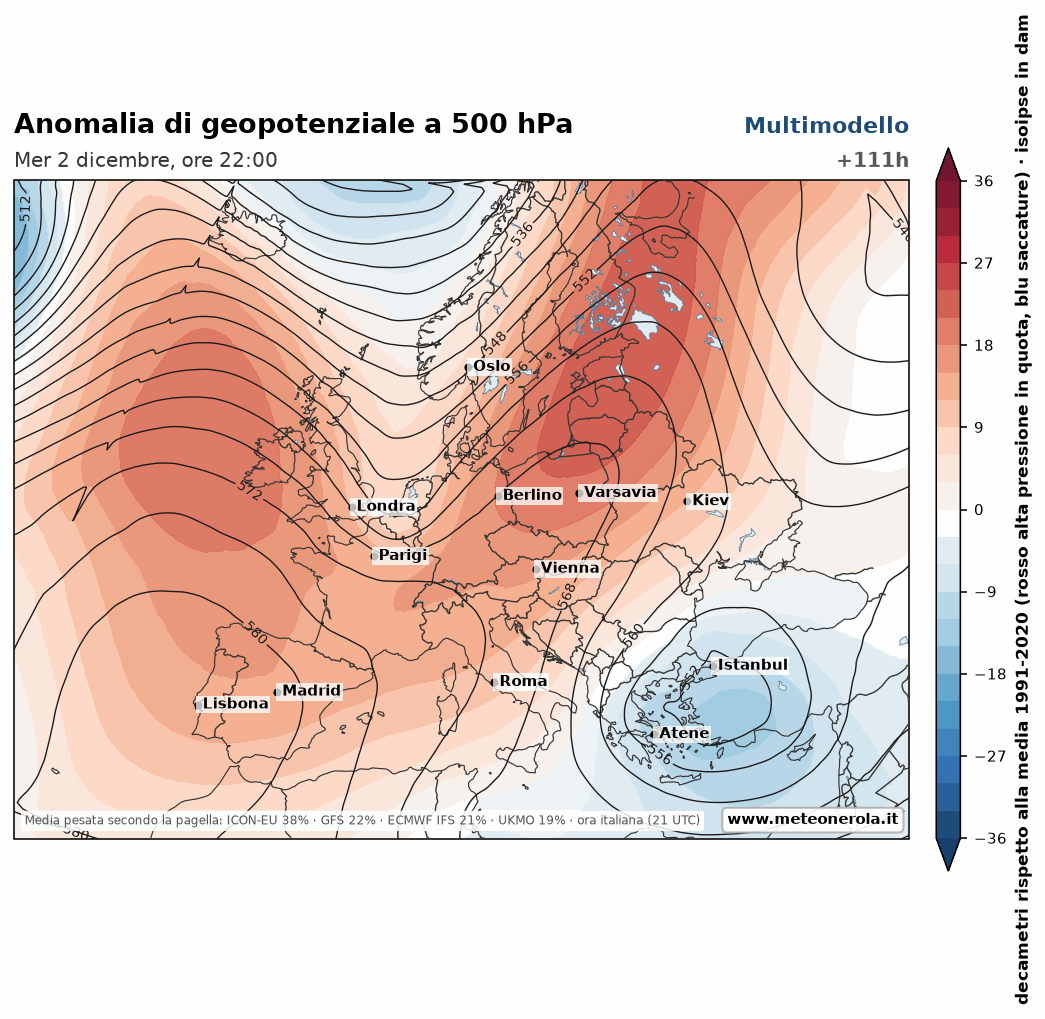 Anomalia di geopotenziale a 500 hPa
Multimodello
Mer 2 dicembre, ore 22:00
+111h
512
536
552
548
556
Oslo
572
Londra
Berlino
Varsavia
Kiev
Parigi
Vienna
568
580
560
Istanbul
Madrid
Lisbona
Roma
Atene
556
580
Media pesata secondo la pagella: ICON-EU 38% · GFS 22% · ECMWF IFS 21% · UKMO 19% · ora italiana (21 UTC)
www.meteonerola.it
36
27
18
9
0
−9
−18
−27
−36
decametri rispetto alla media 1991-2020 (rosso alta pressione in quota, blu saccature) · isoipse in dam